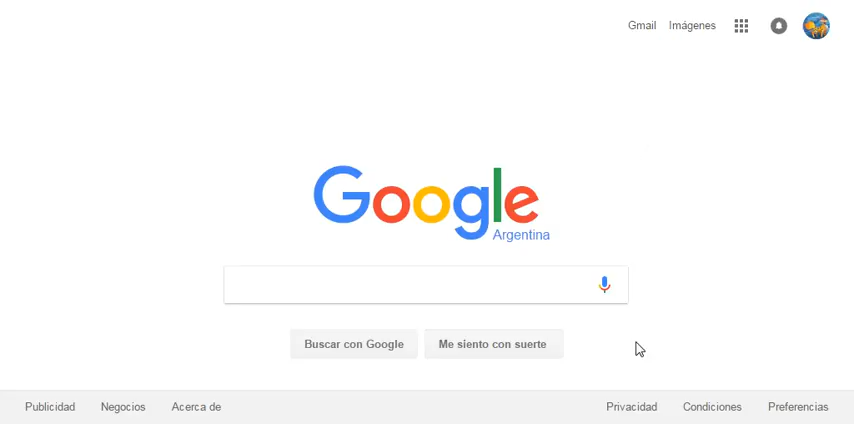 Gmail Imágenes
Google
Argentina
Buscar con Google Me siento con suerte
Publicidad Negocios Acerca de Privacidad Condiciones Preferencias